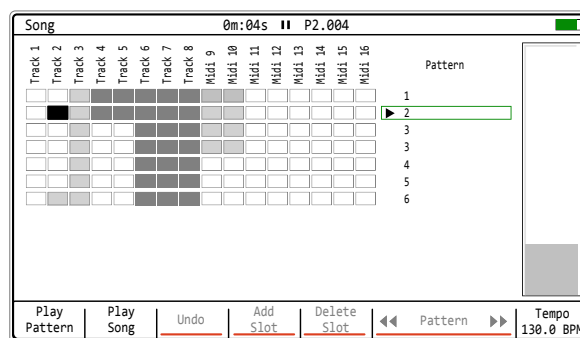 Song 0m:04s P2.004
Track 1 Track 2 Track 3 Track 4 Track 5 Track 6 Track 7 Track 8 Midi 9 Midi 10 Midi 11 Midi 12 Midi 13 Midi 14 Midi 15 Midi 16 Pattern
1
2
3
3
4
5
6
Play Play Undo Add Delete Pattern Tempo
Pattern Song Slot Slot 130.0 BPM